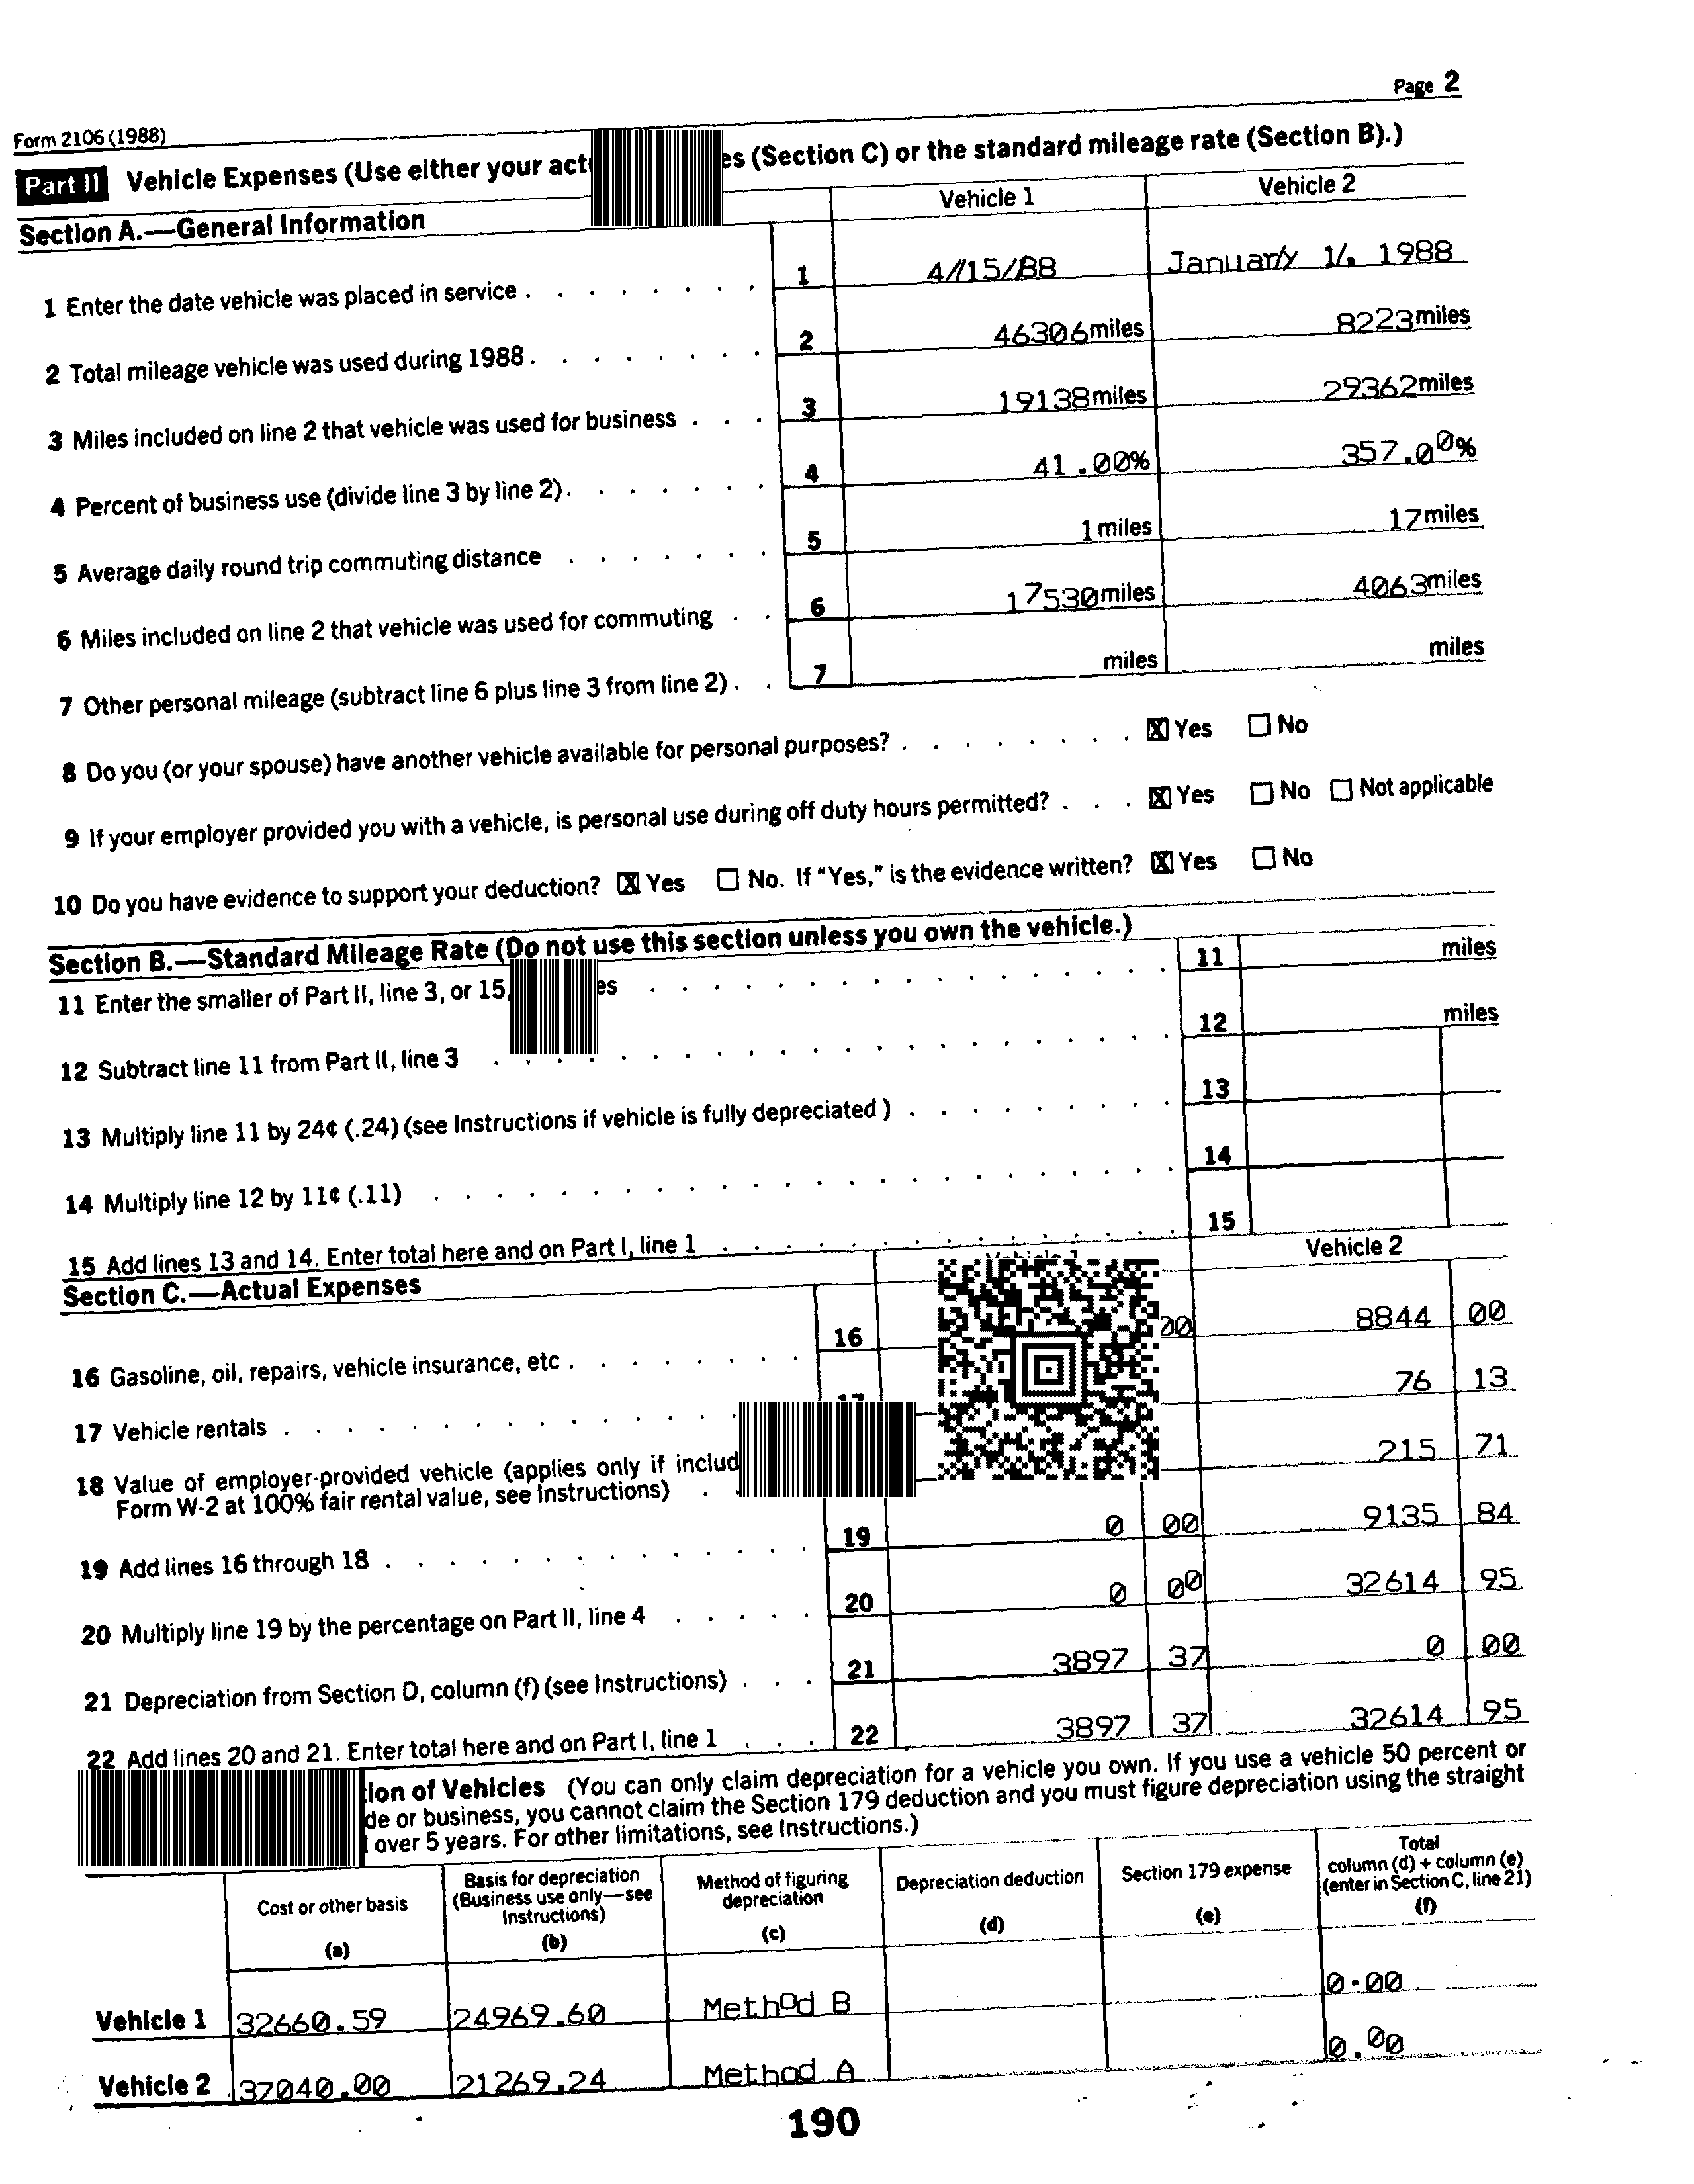 Page 2
Form 2106 (1988)
Part II Vehicle Expenses (Use either your (Section C) or the standard mileage rate (Section B).)
Section A.—General Information Vehicle 1 Vehicle 2
1 Enter the date vehicle was placed in service . . . . . . . . 1 4//15/88 Januar/y 1/, 1988
2 Total mileage vehicle was used during 1988 . . . . . . . . 2 46306 miles 8223 miles
3 Miles included on line 2 that vehicle was used for business . . . 3 19138 miles 29362 miles
4 Percent of business use (divide line 3 by line 2) . . . . . . . 4 41.00% 357.00%
5 Average daily round trip commuting distance . . . . . . . 5 1 miles 17 miles
6 Miles included on line 2 that vehicle was used for commuting . . 6 17530 miles 4063 miles
7 Other personal mileage (subtract line 6 plus line 3 from line 2) . . 7 miles miles
8 Do you (or your spouse) have another vehicle available for personal purposes? . . . . . . . . ☒ Yes ☐ No
9 If your employer provided you with a vehicle, is personal use during off duty hours permitted? . . . ☒ Yes ☐ No ☐ Not applicable
10 Do you have evidence to support your deduction? ☒ Yes ☐ No. If "Yes," is the evidence written? ☒ Yes ☐ No
Section B.—Standard Mileage Rate (Do not use this section unless you own the vehicle.)
11 Enter the smaller of Part II, line 3, or 15, . . . . . . . . 11 miles
12 Subtract line 11 from Part II, line 3 . . . . . . . . 12 miles
13 Multiply line 11 by 24¢ (.24) (see Instructions if vehicle is fully depreciated) . . . . . . . . . 13
14 Multiply line 12 by 11¢ (.11) . . . . . . . . 14
15 Add lines 13 and 14. Enter total here and on Part I, line 1 . . . . . . . . 15
Section C.—Actual Expenses Vehicle 2
16 Gasoline, oil, repairs, vehicle insurance, etc . . . . . . . . 16 00 8844 00
17 Vehicle rentals . . . . . . . . 76 13
18 Value of employer-provided vehicle (applies only if
Form W-2 at 100% fair rental value, see Instructions) . . 215 71
19 Add lines 16 through 18 . . . . . . . . 19 0 00 9135 84
20 Multiply line 19 by the percentage on Part II, line 4 . . . . . 20 0 00 32614 95
21 Depreciation from Section D, column (f) (see Instructions) . . . 21 3897 37 0 00
22 Add lines 20 and 21. Enter total here and on Part I, line 1 . . . 22 3897 37 32614 95
of Vehicles (You can only claim depreciation for a vehicle you own. If you use a vehicle 50 percent or
or business, you cannot claim the Section 179 deduction and you must figure depreciation using the straight
over 5 years. For other limitations, see Instructions.)
Cost or other basis (a)
Basis for depreciation (Business use only—see Instructions) (b)
Method of figuring depreciation (c)
Depreciation deduction (d)
Section 179 expense (e)
Total column (d) + column (e) (enter in Section C, line 21) (f)
Vehicle 1 32660.59 24969.60 Method B 0.00
Vehicle 2 37040.00 21269.24 Method A 0.00
190